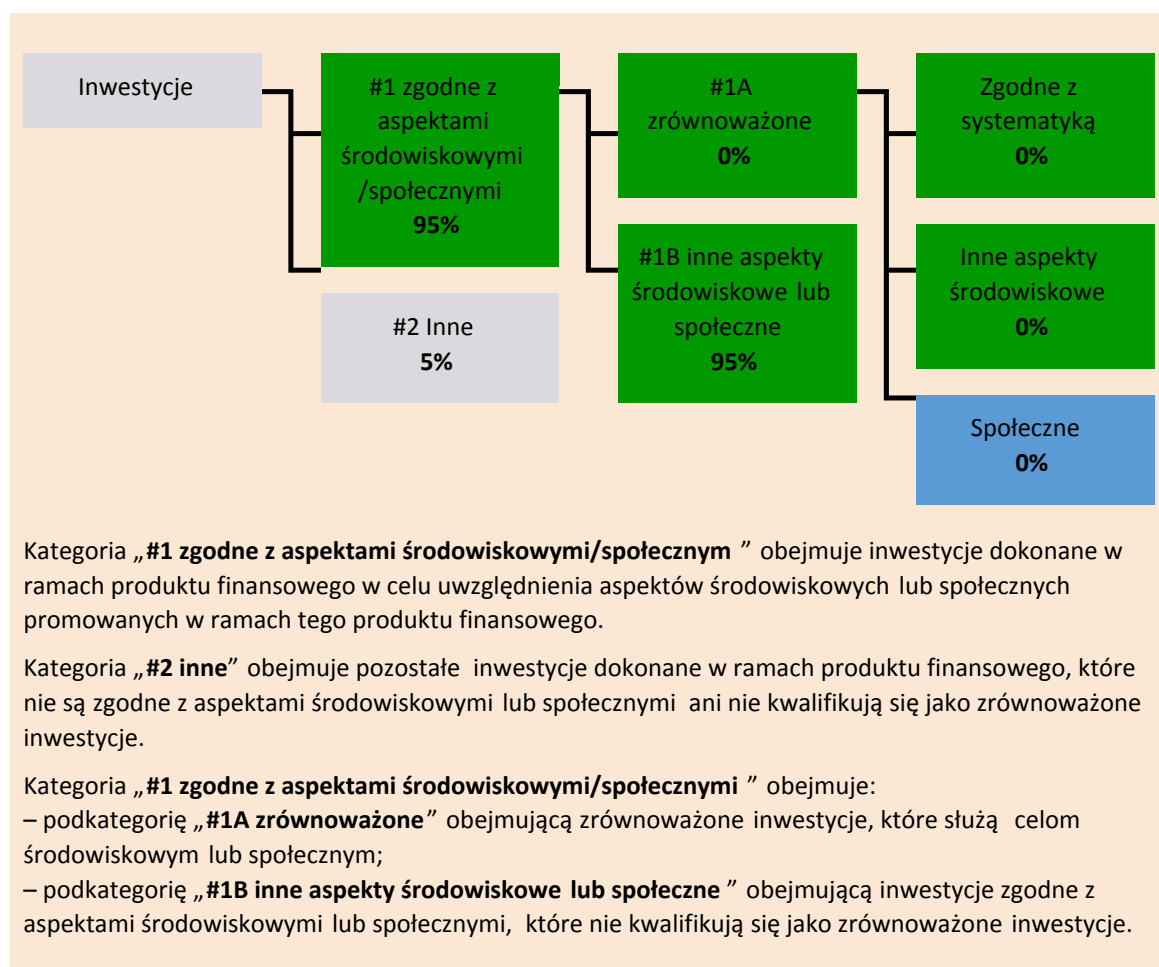 Inwestycje
#1 zgodne z
aspektami
środowiskowymi
/społecznymi
95%
#2 Inne
5%
#1A
zrównoważone
0%
#1B inne aspekty
środowiskowe lub
społeczne
95%
Zgodne z
systematyką
0%
Inne aspekty
środowiskowe
0%
Społeczne
0%
Kategoria „#1 zgodne z aspektami środowiskowymi/społecznym ” obejmuje inwestycje dokonane w
ramach produktu finansowego w celu uwzględnienia aspektów środowiskowych lub społecznych
promowanych w ramach tego produktu finansowego.
Kategoria „#2 inne” obejmuje pozostałe inwestycje dokonane w ramach produktu finansowego, które
nie są zgodne z aspektami środowiskowymi lub społecznymi ani nie kwalifikują się jako zrównoważone
inwestycje.
Kategoria „#1 zgodne z aspektami środowiskowymi/społecznymi ” obejmuje:
– podkategorię „#1A zrównoważone” obejmującą zrównoważone inwestycje, które służą celom
środowiskowym lub społecznym;
– podkategorię „#1B inne aspekty środowiskowe lub społeczne ” obejmującą inwestycje zgodne z
aspektami środowiskowymi lub społecznymi, które nie kwalifikują się jako zrównoważone inwestycje.